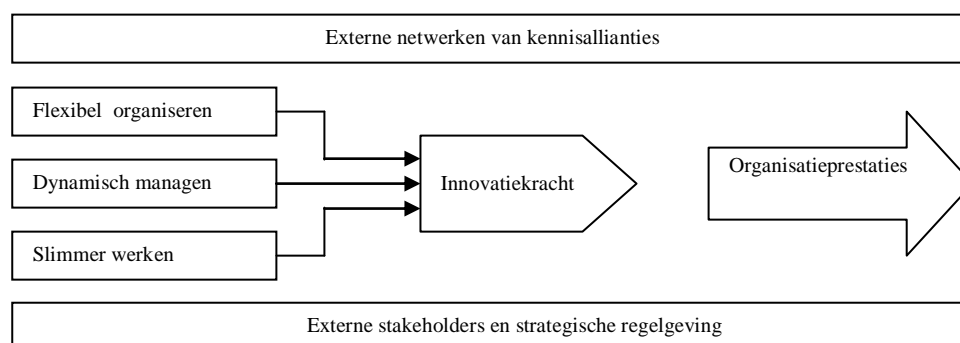 Externe netwerken van kennisallianties
Flexibel organiseren
Dynamisch managen
Slimmer werken
Innovatiekracht
Organisatieprestaties
Externe stakeholders en strategische regelgeving